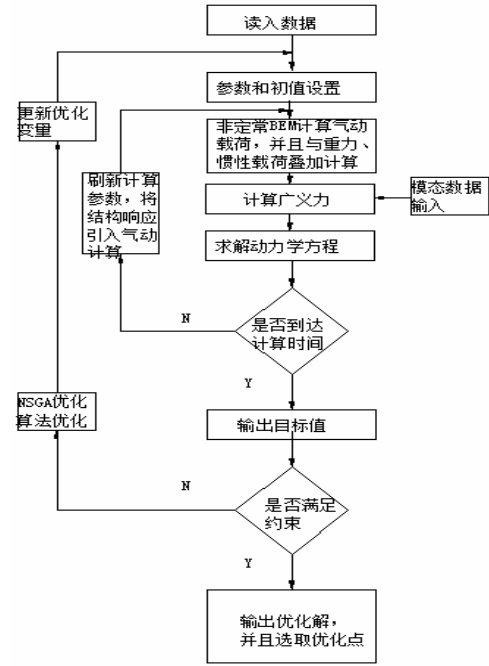 读入数据
参数和初值设置
更新优化
变量
非定常BEM计算气动
载荷，并且与重力、
惯性载荷叠加计算
刷新计算
参数，将
结构响应
引入气动
计算
模态数据
输入
计算广义力
求解动力学方程
是否到达
计算时间
N
Y
NSGA优化
算法优化
输出目标值
是否满足
约束
N
Y
输出优化解，
并且选取优化点